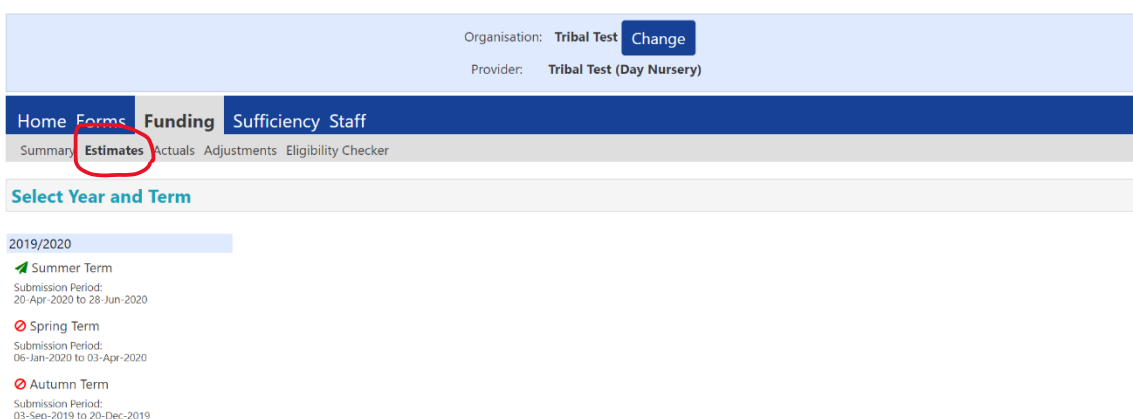 Organisation: Tribal Test Change
Provider: Tribal Test (Day Nursery)
Home Forms Funding Sufficiency Staff
Summary Estimates Actuals Adjustments Eligibility Checker
Select Year and Term
2019/2020
Summer Term
Submission Period:
20-Apr-2020 to 28-Jun-2020
Spring Term
Submission Period:
06-Jan-2020 to 03-Apr-2020
Autumn Term
Submission Period:
03-Sep-2019 to 20-Dec-2019